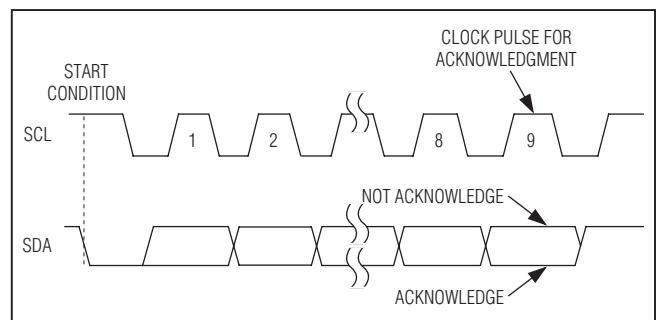 CLOCK PULSE FOR
ACKNOWLEDGMENT
START
CONDITION
SCL
1
2
8
9
NOT ACKNOWLEDGE
SDA
ACKNOWLEDGE